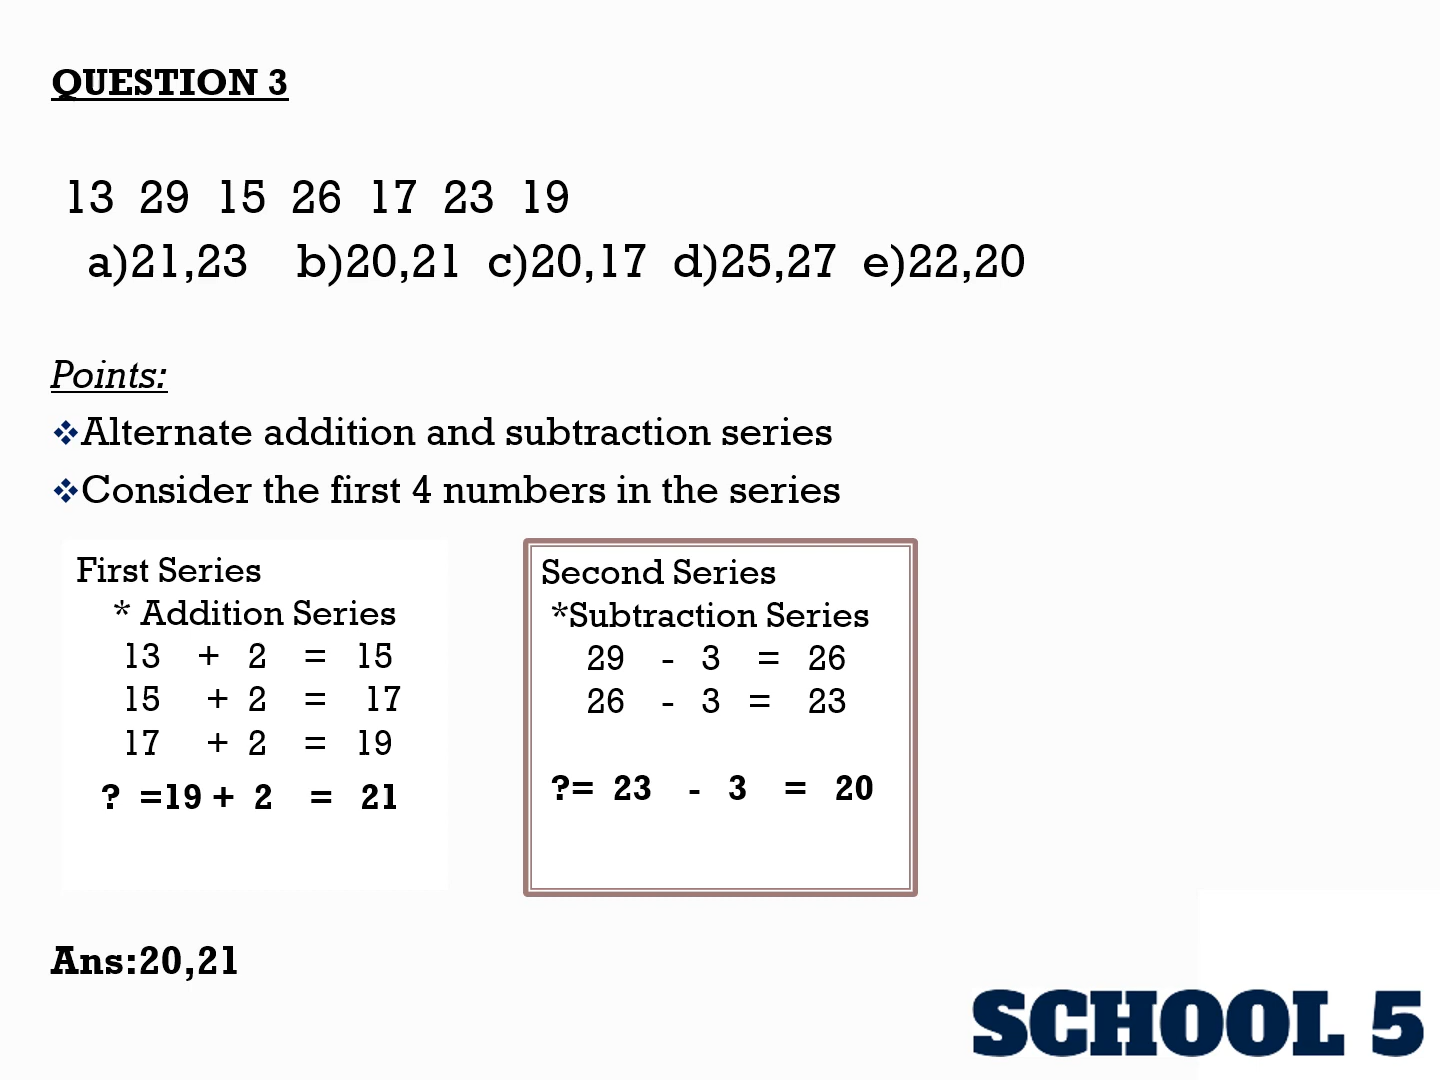 QUESTION 3
13 29 15 26 17 23 19
a)21,23 b)20,21 c)20,17 d)25,27 e)22,20
Points:
❖Alternate addition and subtraction series
❖Consider the first 4 numbers in the series
First Series
* Addition Series
13 + 2 = 15
15 + 2 = 17
17 + 2 = 19
? =19 + 2 = 21
Second Series
*Subtraction Series
29 - 3 = 26
26 - 3 = 23
?= 23 - 3 = 20
Ans:20,21
SCHOOL 5